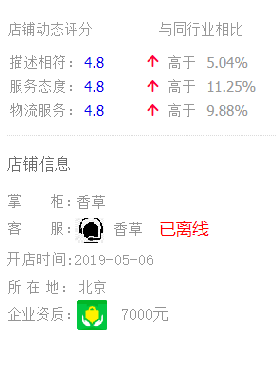 店铺动态评分 与同行业相比
描述相符：4.8 高于 5.04%
服务态度：4.8 高于 11.25%
物流服务：4.8 高于 9.88%
店铺信息
掌 柜：香草
客 服： 香草 已离线
开店时间:2019-05-06
所 在 地： 北京
企业资质： 7000元